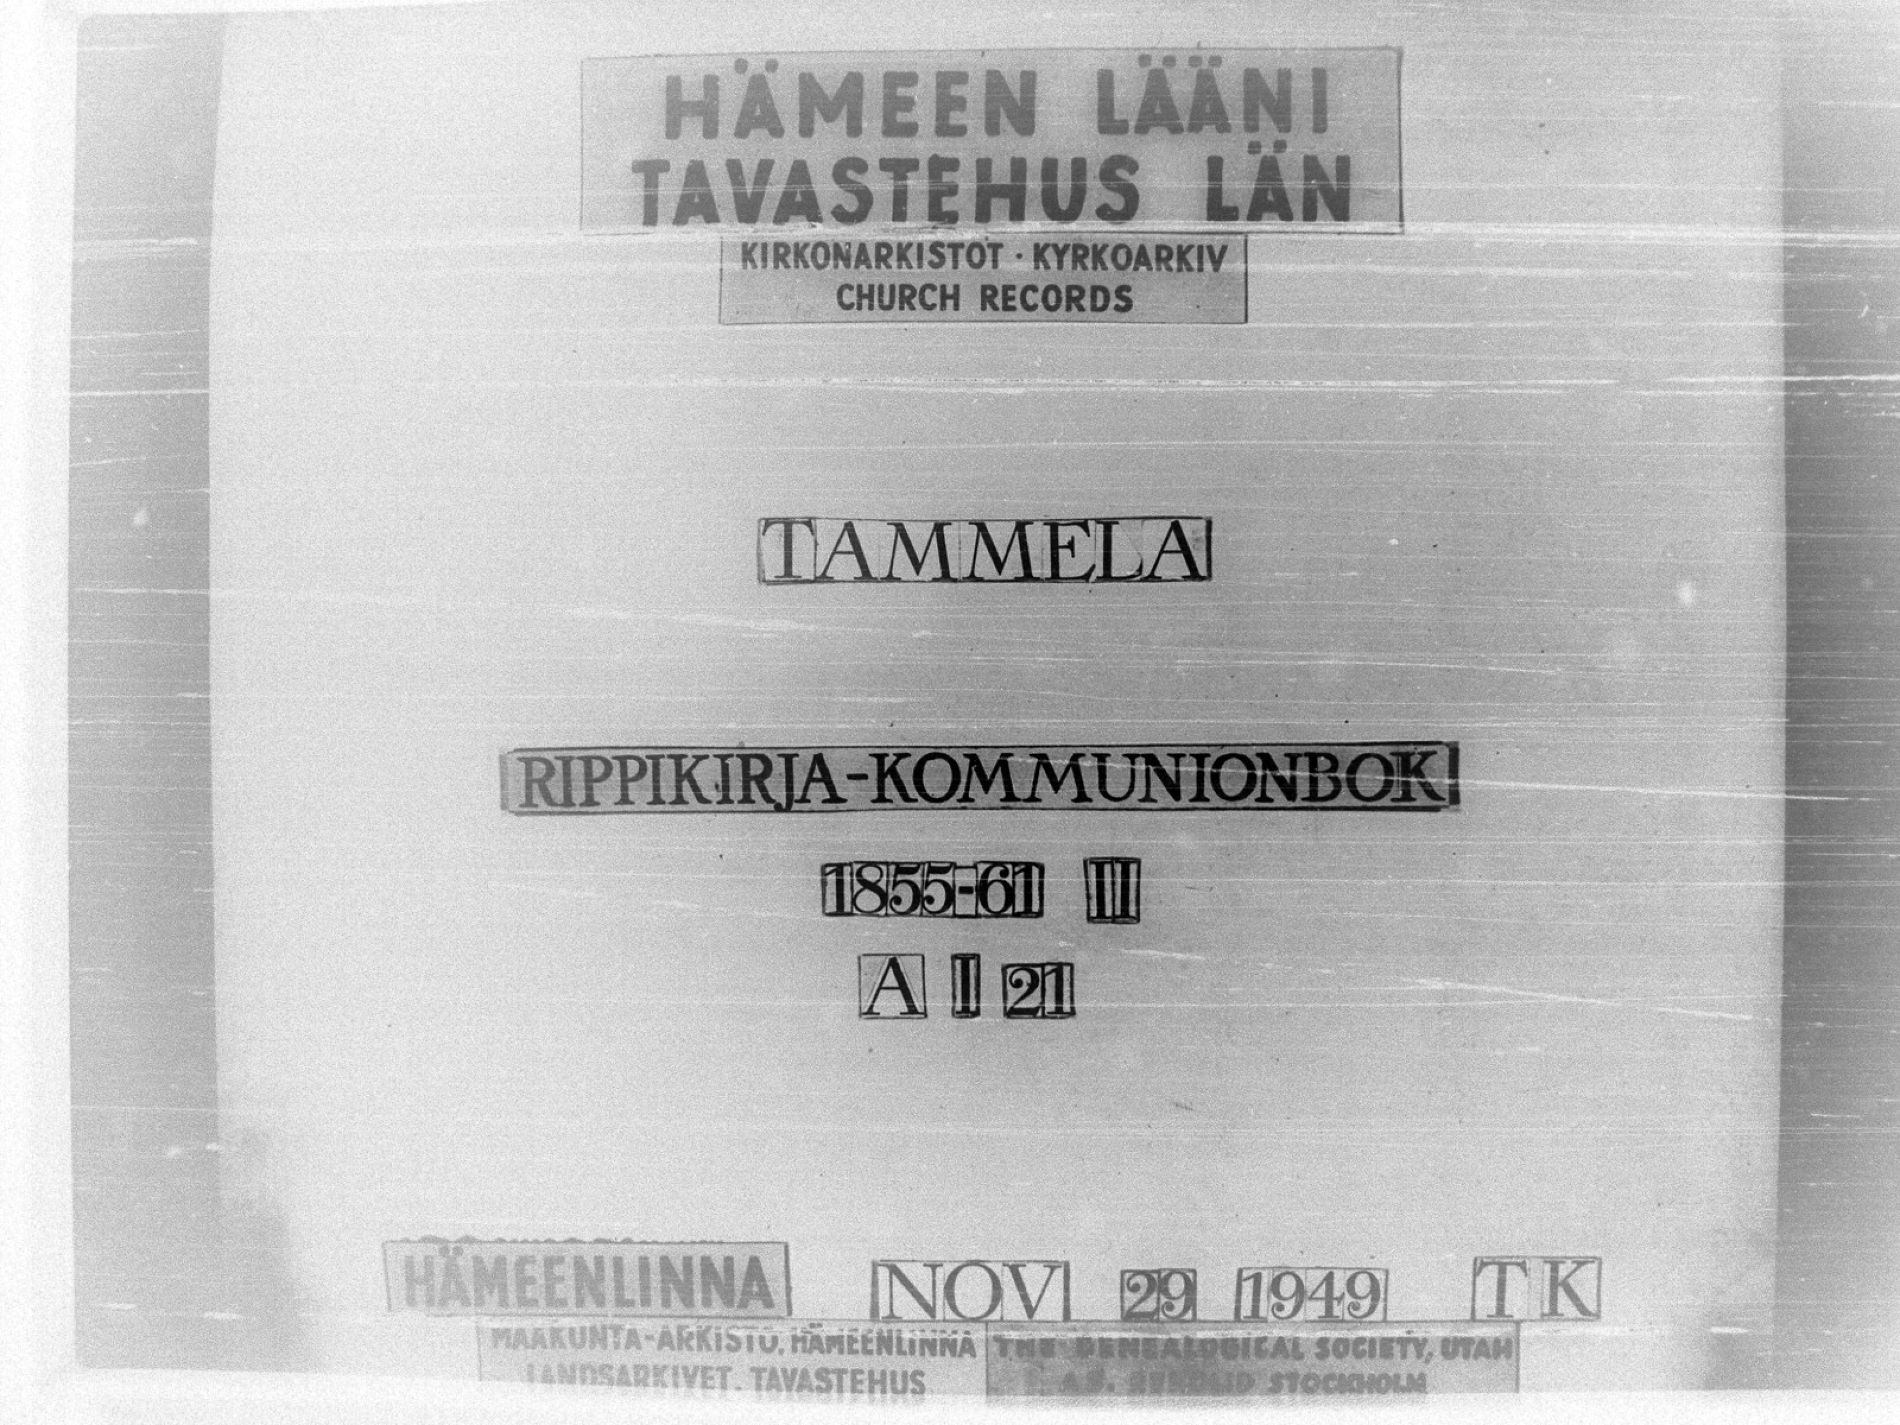 HÄMEEN LÄÄNI
TAVASTEHUS LÄN
KIRKONARKISTOT · KYRKOARKIV
CHURCH RECORDS
TAMMELA
RIPPIKIRJA-KOMMUNIONBOK
1855-61 II
A I 21
HÄMEENLINNA NOV 29 1949 TK
MAAKUNTA-ARKISTO, HÄMEENLINNA THE GENEALOGICAL SOCIETY, UTAH
LANDSARKIVET, TAVASTEHUS STOCKHOLM